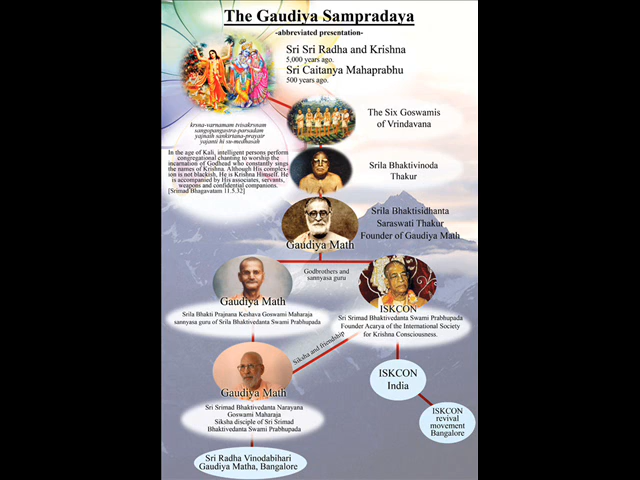 The Gaudiya Sampradaya
-abbreviated presentation-
Sri Sri Radha and Krishna
5,000 years ago.
Sri Caitanya Mahaprabhu
500 years ago.
The Six Goswamis
of Vrindavana
krsna-varnamam tvisakrsnam
sangopangastra-parsadam
yajnaih sankirtana-prayair
yajanti hi su-medhasah
In the age of Kali, intelligent persons perform
congregational chanting to worship the
incarnation of Godhead who constantly sings
the names of Krishna. Although His complex-
ion is not blackish, He is Krishna Himself. He
is accompanied by His associates, servants,
weapons and confidential companions.
[Srimad Bhagavatam 11.5.32]
Srila Bhaktivinoda
Thakur
Srila Bhaktisidhanta
Saraswati Thakur
Founder of Gaudiya Math
Gaudiya Math
Godbrothers and
sannyasa guru
Gaudiya Math
Srila Bhakti Prajnana Keshava Goswami Maharaja
sannyasa guru of Srila Bhaktivedanta Swami Prabhupada
ISKCON
Sri Srimad Bhaktivedanta Swami Prabhupada
Founder Acarya of the International Society
for Krishna Consciousness.
Siksha and friendship
Gaudiya Math
Sri Srimad Bhaktivedanta Narayana
Goswami Maharaja
Siksha disciple of Sri Srimad
Bhaktivedanta Swami Prabhupada
ISKCON
India
ISKCON
revival
movement
Bangalore
Sri Radha Vinodabihari
Gaudiya Matha, Bangalore